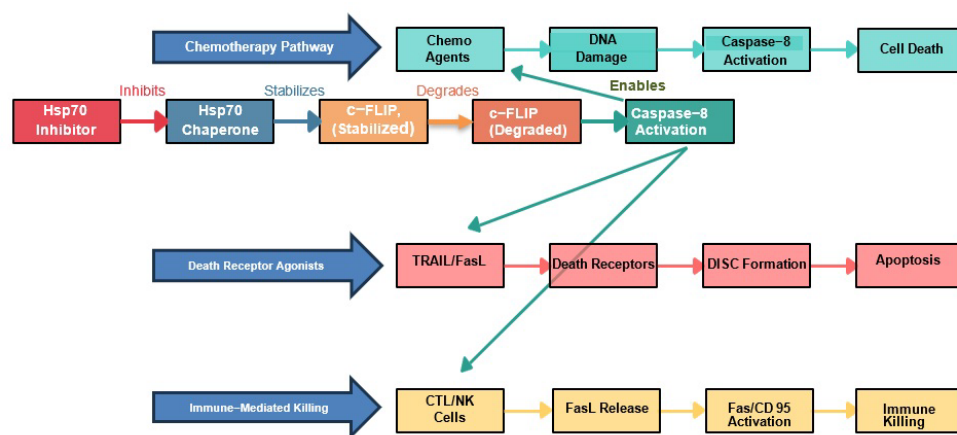 Chemotherapy Pathway
Chemo
Agents
DNA
Damage
Caspase–8
Activation
Cell Death
Inhibits
Stabilizes
Degrades
Enables
Hsp70
Inhibitor
Hsp70
Chaperone
c–FLIP,
(Stabilized)
c–FLIP
(Degraded)
Caspase–8
Activation
Death Receptor Agonists
TRAIL/FasL
Death Receptors
DISC Formation
Apoptosis
Immune–Mediated Killing
CTL/NK
Cells
FasL Release
Fas/CD 95
Activation
Immune
Killing